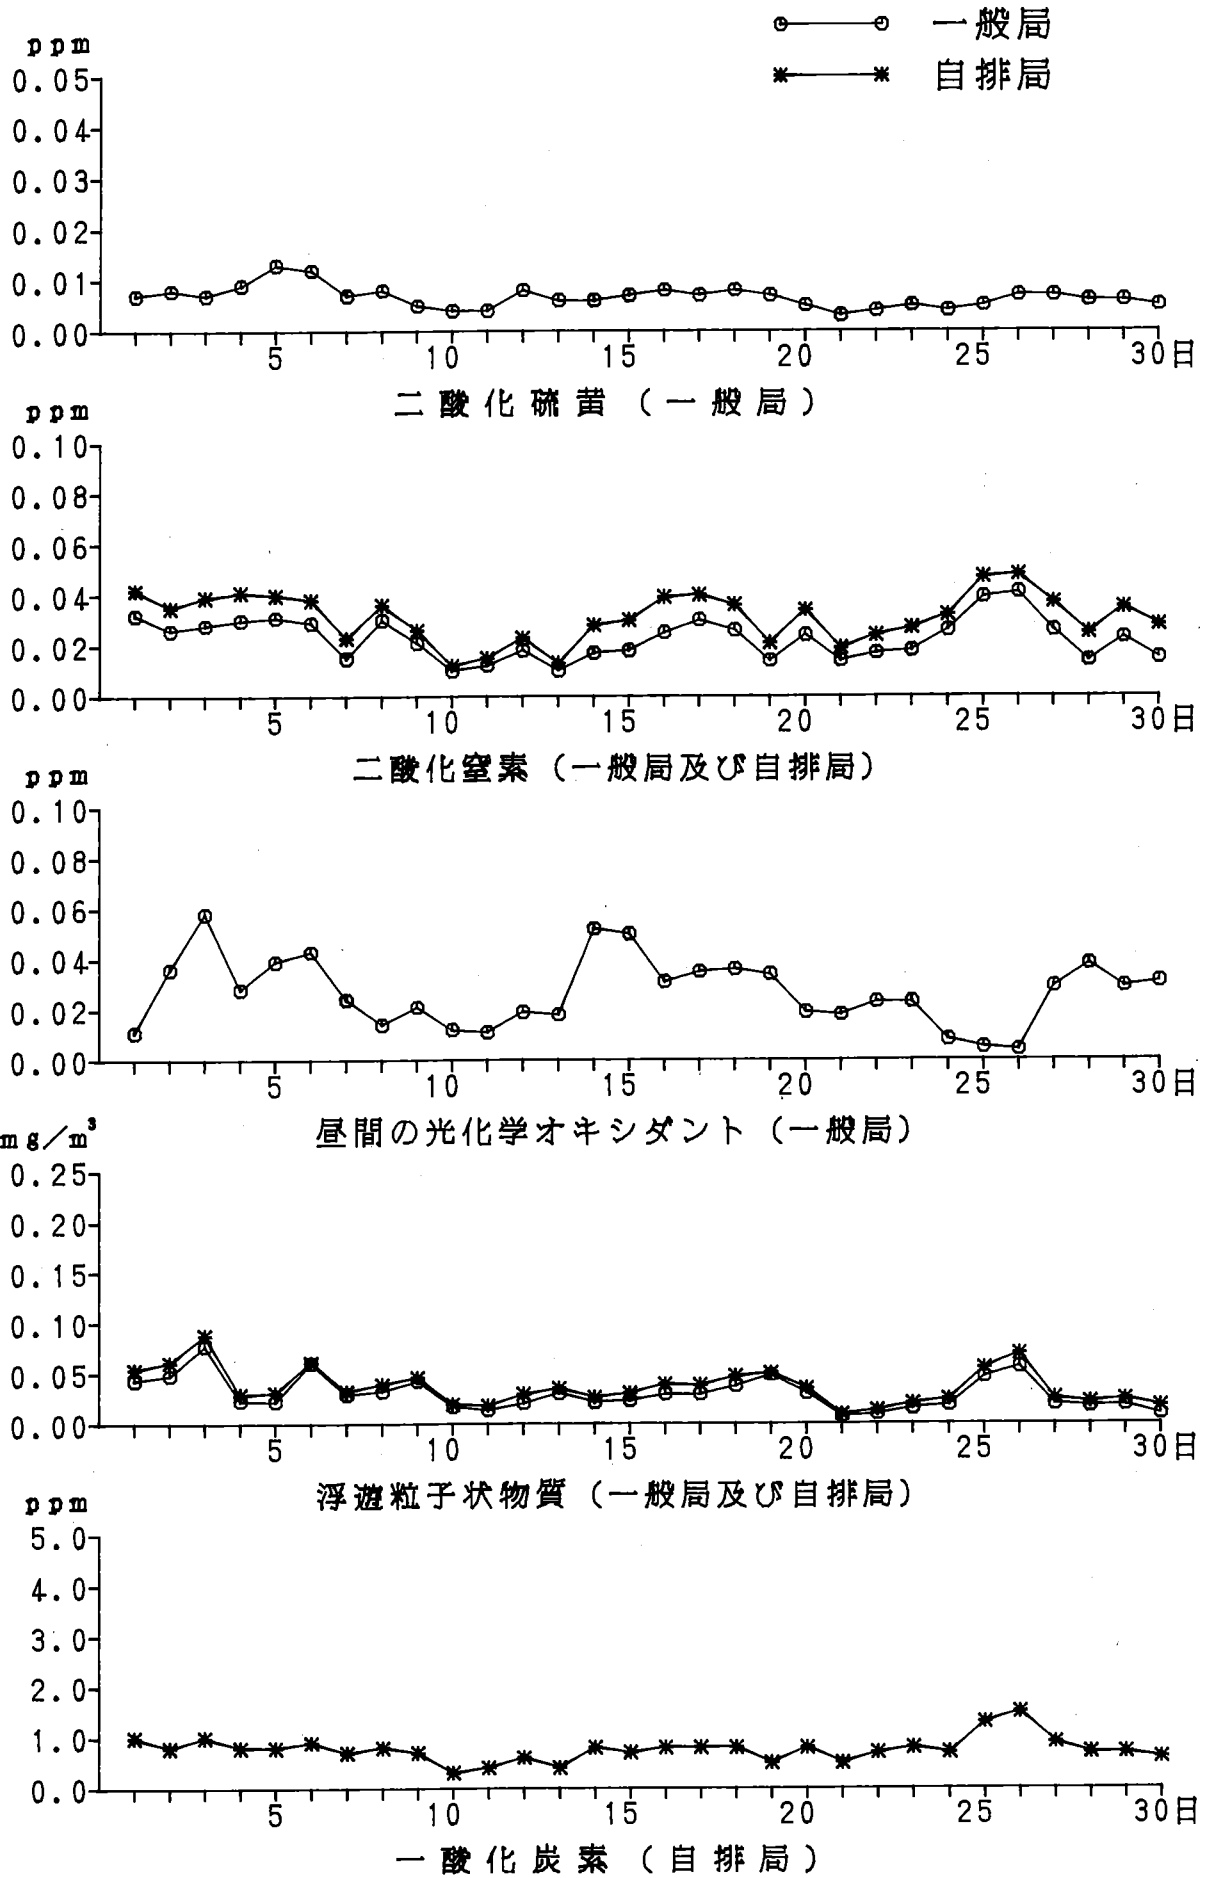 一般局
自排局
ppm
0.05
0.04
0.03
0.02
0.01
0.00
5 10 15 20 25 30日
二酸化硫黄（一般局）
ppm
0.10
0.08
0.06
0.04
0.02
0.00
5 10 15 20 25 30日
二酸化窒素（一般局及び自排局）
ppm
0.10
0.08
0.06
0.04
0.02
0.00
5 10 15 20 25 30日
昼間の光化学オキシダント（一般局）
mg/m³
0.25
0.20
0.15
0.10
0.05
0.00
5 10 15 20 25 30日
浮遊粒子状物質（一般局及び自排局）
ppm
5.0
4.0
3.0
2.0
1.0
0.0
5 10 15 20 25 30日
一酸化炭素（自排局）